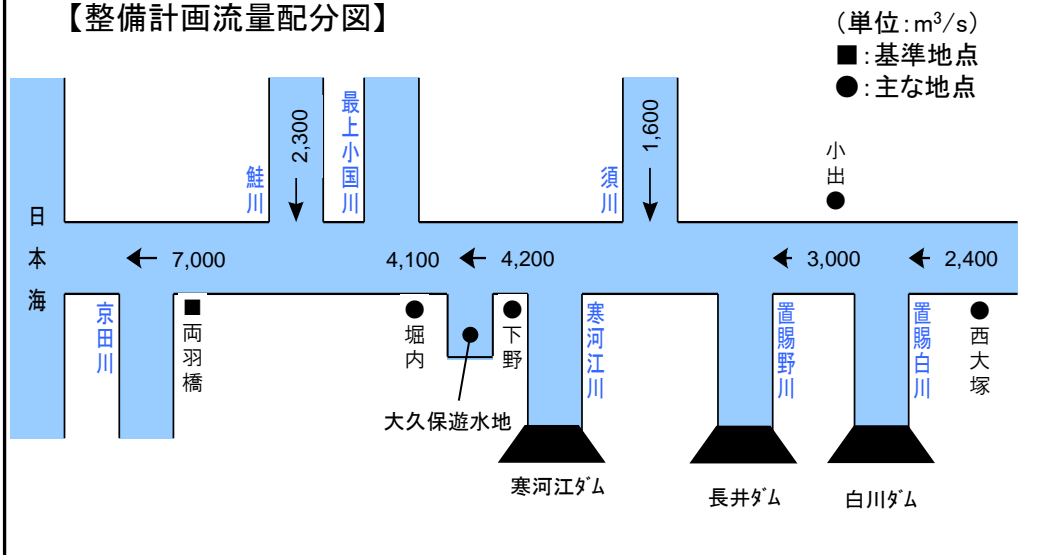 【整備計画流量配分図】
(単位:m³/s)
■:基準地点
●:主な地点
2,300
1,600
最上小国川
鮭川
須川
小出
日本海
7,000
4,100
4,200
3,000
2,400
京田川
両羽橋
堀内
下野
寒河江川
置賜野川
置賜白川
西大塚
大久保遊水地
寒河江ダム
長井ダム
白川ダム